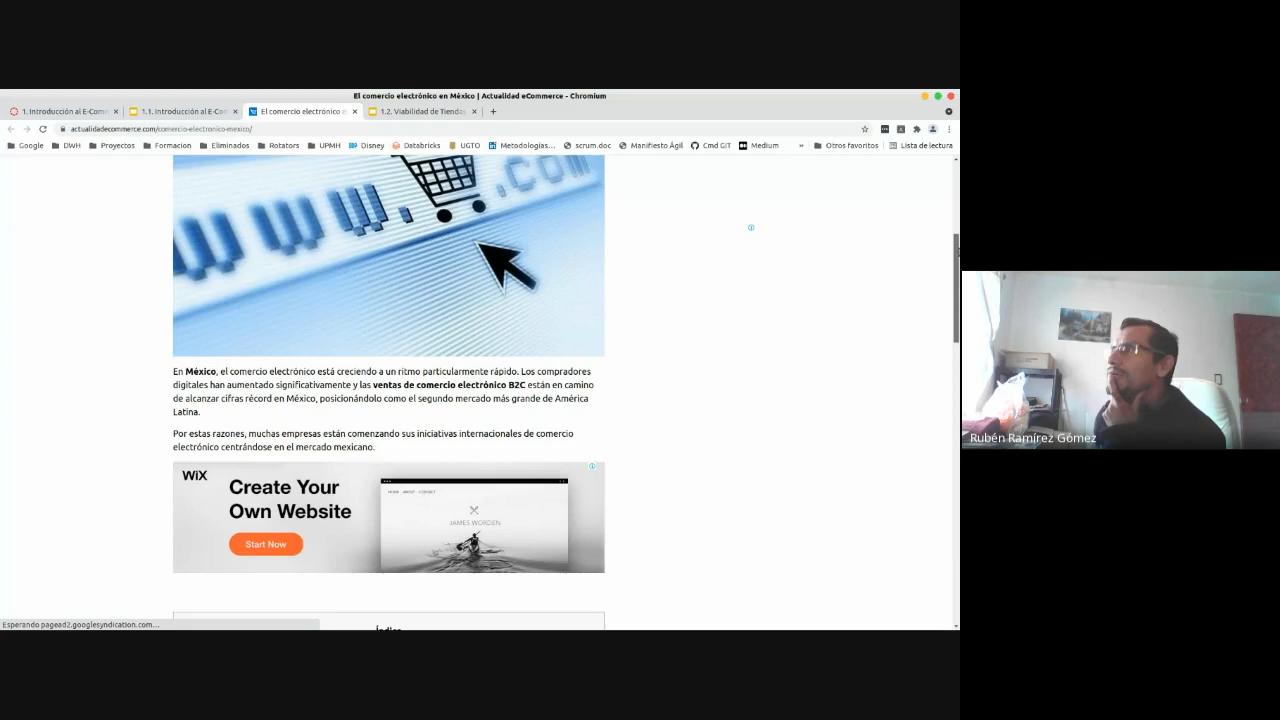 El comercio electrónico en México | Actualidad eCommerce - Chromium
1. Introducción al E-Com
1.1. Introducción al E-Co
El comercio electrónico e
1.2. Viabilidad de Tiendas
actualidadecommerce.com/comercio-electronico-mexico/
Google DWH Proyectos Formacion Eliminados Rotators UPMH Disney Databricks UGTO Metodologías... scrum.doc Manifiesto Ágil Cmd GIT Medium » Otros favoritos Lista de lectura
www. .com
En México, el comercio electrónico está creciendo a un ritmo particularmente rápido. Los compradores
digitales han aumentado significativamente y las ventas de comercio electrónico B2C están en camino
de alcanzar cifras récord en México, posicionándolo como el segundo mercado más grande de América
Latina.
Por estas razones, muchas empresas están comenzando sus iniciativas internacionales de comercio
electrónico centrándose en el mercado mexicano.
WiX
Create Your
Own Website
Start Now
HOME ABOUT CONTACT
JAMES WORDEN
Índice
Esperando pagead2.googlesyndication.com...
Rubén Ramírez Gómez